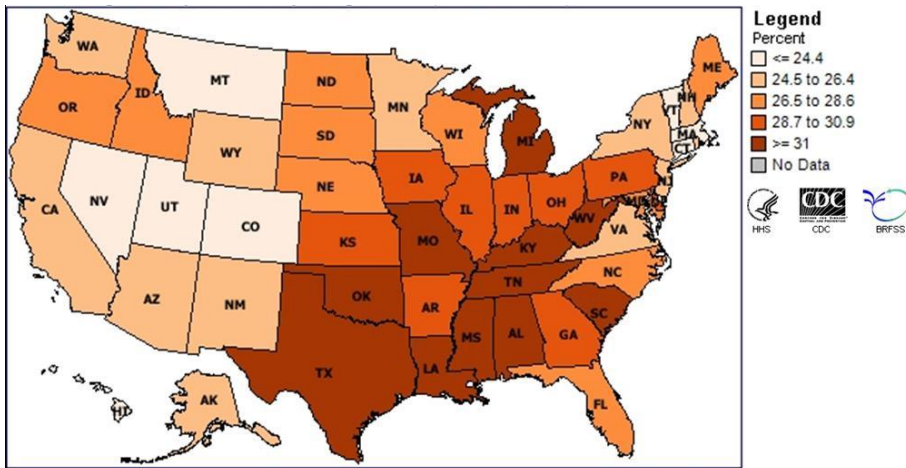 Legend
Percent
<= 24.4
24.5 to 26.4
26.5 to 28.6
28.7 to 30.9
>= 31
No Data
HHS
CDC
CDC
BRFSS
WA
MT
ND
MN
ME
OR
ID
SD
WI
MI
NY
VT
NH
MA
CT
WY
NE
IA
PA
NJ
NV
UT
CO
KS
MO
IL
IN
OH
WV
VA
CA
AZ
NM
OK
AR
KY
TN
NC
SC
TX
LA
MS
AL
GA
FL
AK
HI